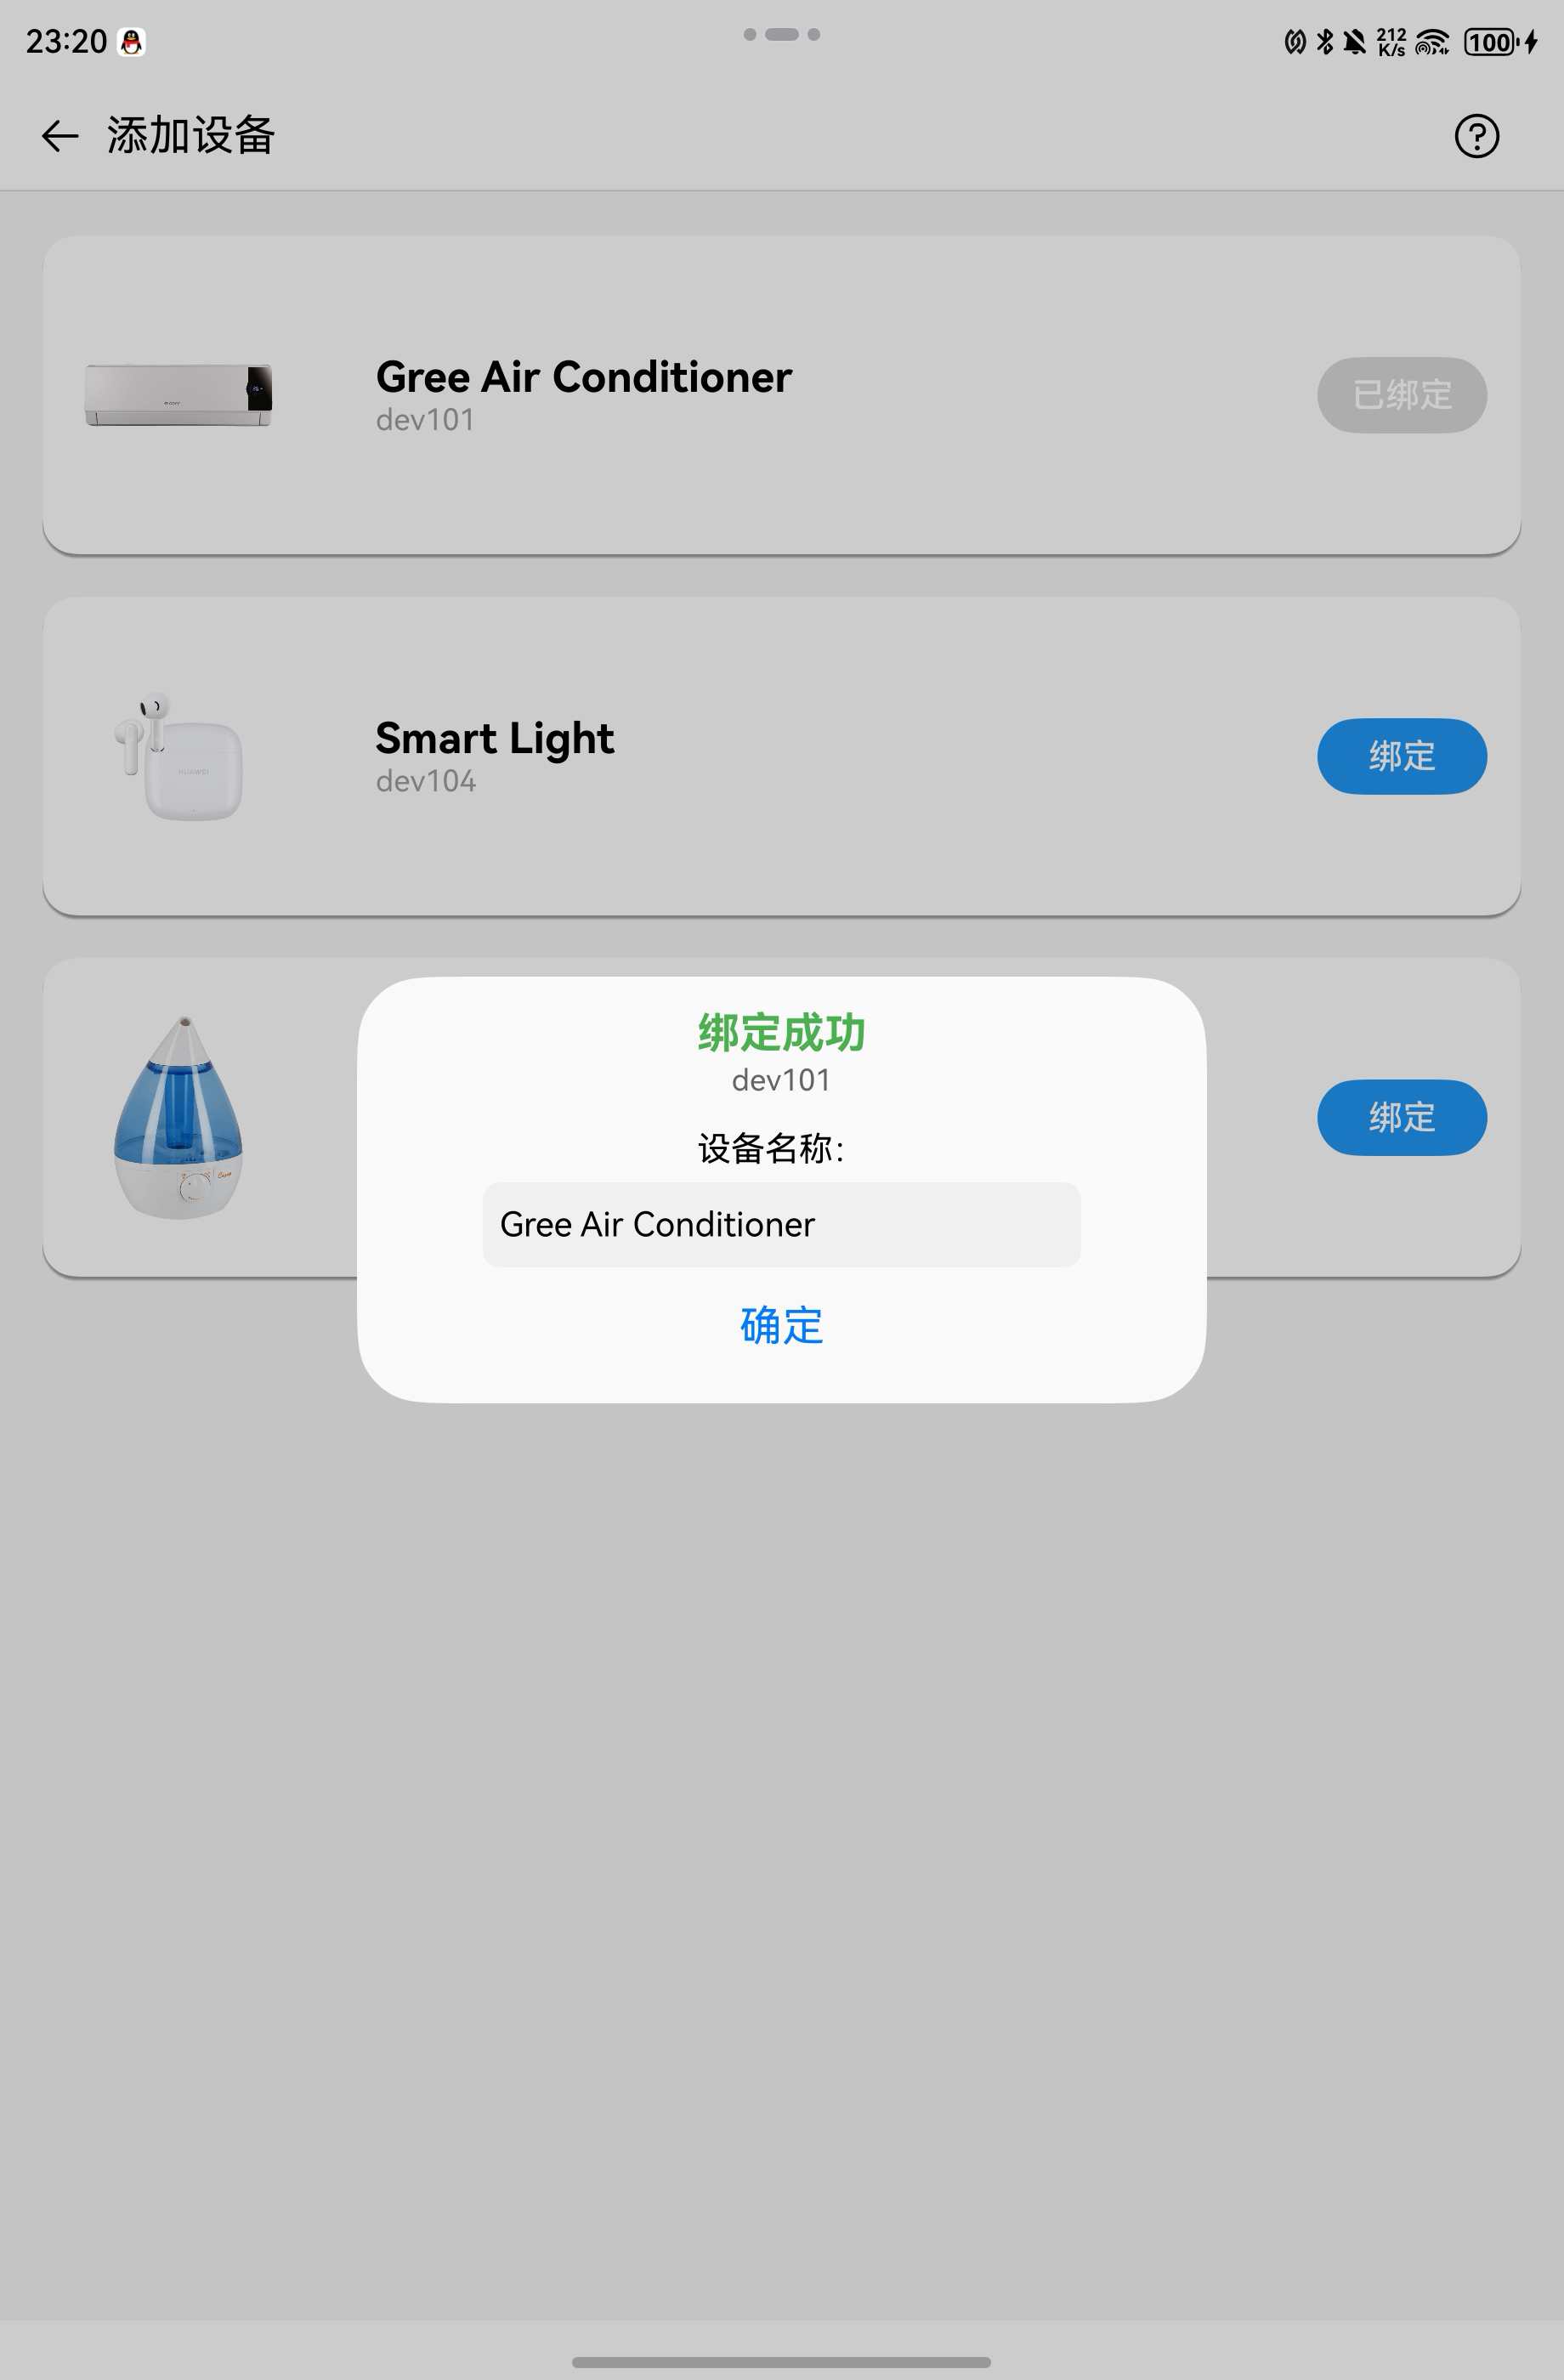 23:20
212
K/s
100
添加设备
Gree Air Conditioner
dev101
已绑定
HUAWEI
Smart Light
dev104
绑定
绑定成功
dev101
设备名称:
Gree Air Conditioner
确定
绑定